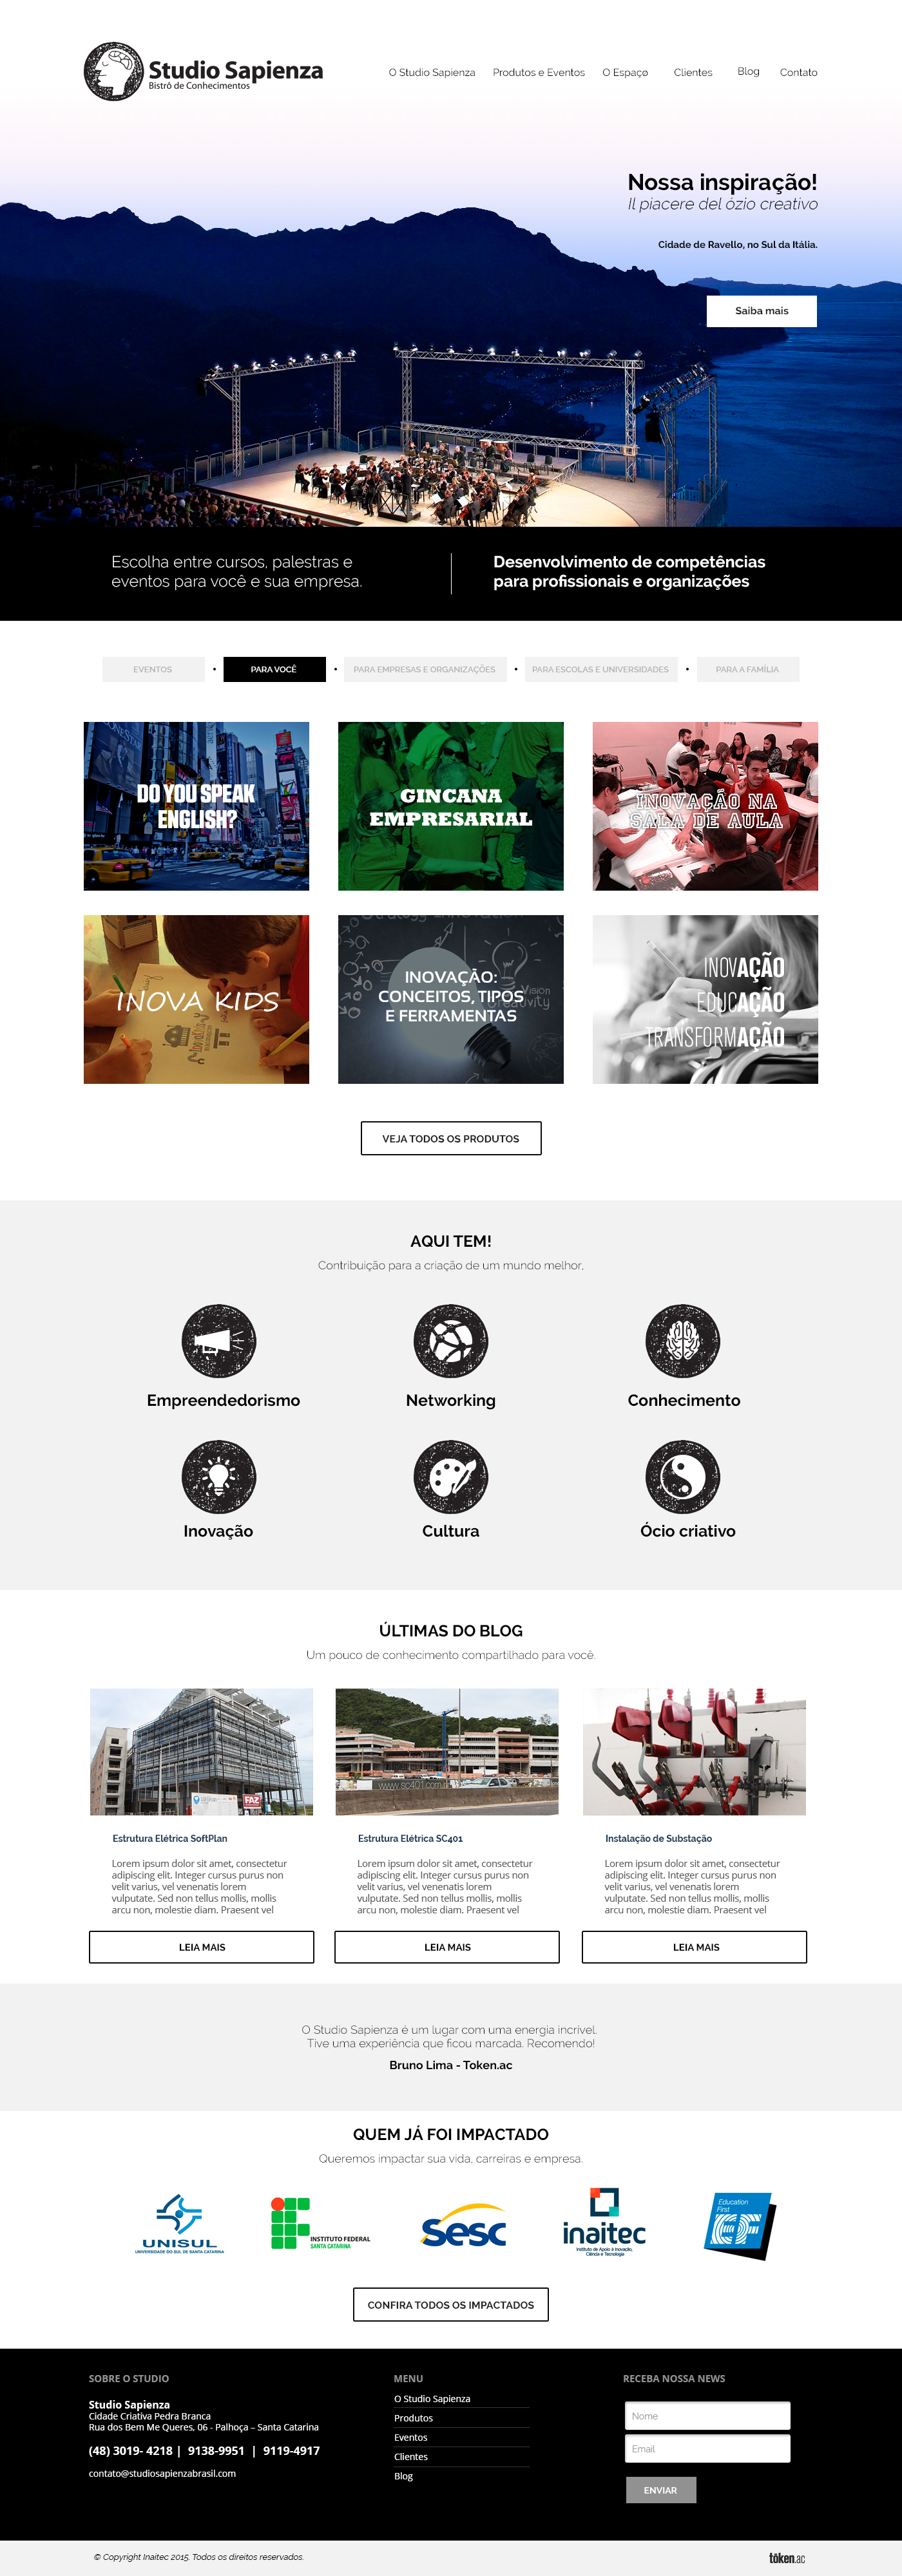 Studio Sapienza
Bistrô de Conhecimentos
O Studio Sapienza
Produtos e Eventos
O Espaço
Clientes
Blog
Contato
Nossa inspiração!
Il piacere del ózio creativo
Cidade de Ravello, no Sul da Itália.
Saiba mais
Escolha entre cursos, palestras e
eventos para você e sua empresa.
Desenvolvimento de competências
para profissionais e organizações
EVENTOS
PARA VOCÊ
PARA EMPRESAS E ORGANIZAÇÕES
PARA ESCOLAS E UNIVERSIDADES
PARA A FAMÍLIA
DO YOU SPEAK
ENGLISH?
GINCANA
EMPRESARIAL
INOVAÇÃO NA
SALA DE AULA
INOVA KIDS
Strategy Innovation
INOVAÇÃO:
CONCEITOS, TIPOS
E FERRAMENTAS
Vision
Creativity
INOVAÇÃO
EDUCAÇÃO
TRANSFORMAÇÃO
VEJA TODOS OS PRODUTOS
AQUI TEM!
Contribuição para a criação de um mundo melhor,
Empreendedorismo
Networking
Conhecimento
Inovação
Cultura
Ócio criativo
ÚLTIMAS DO BLOG
Um pouco de conhecimento compartilhado para você.
FAZ
www.sc401.com
Estrutura Elétrica SoftPlan
Lorem ipsum dolor sit amet, consectetur
adipiscing elit. Integer cursus purus non
velit varius, vel venenatis lorem
vulputate. Sed non tellus mollis, mollis
arcu non, molestie diam. Praesent vel
LEIA MAIS
Estrutura Elétrica SC401
Lorem ipsum dolor sit amet, consectetur
adipiscing elit. Integer cursus purus non
velit varius, vel venenatis lorem
vulputate. Sed non tellus mollis, mollis
arcu non, molestie diam. Praesent vel
LEIA MAIS
Instalação de Substação
Lorem ipsum dolor sit amet, consectetur
adipiscing elit. Integer cursus purus non
velit varius, vel venenatis lorem
vulputate. Sed non tellus mollis, mollis
arcu non, molestie diam. Praesent vel
LEIA MAIS
O Studio Sapienza é um lugar com uma energia incrível.
Tive uma experiência que ficou marcada. Recomendo!
Bruno Lima - Token.ac
QUEM JÁ FOI IMPACTADO
Queremos impactar sua vida, carreiras e empresa.
UNISUL
UNIVERSIDADE DO SUL DE SANTA CATARINA
INSTITUTO FEDERAL
SANTA CATARINA
Sesc
inaitec
Instituto de Apoio à Inovação,
Ciência e Tecnologia
Education
First
EF
CONFIRA TODOS OS IMPACTADOS
SOBRE O STUDIO
Studio Sapienza
Cidade Criativa Pedra Branca
Rua dos Bem Me Queres, 06 - Palhoça – Santa Catarina
(48) 3019- 4218 | 9138-9951 | 9119-4917
contato@studiosapienzabrasil.com
MENU
O Studio Sapienza
Produtos
Eventos
Clientes
Blog
RECEBA NOSSA NEWS
Nome
Email
ENVIAR
© Copyright Inaitec 2015. Todos os direitos reservados.
tôken.ac